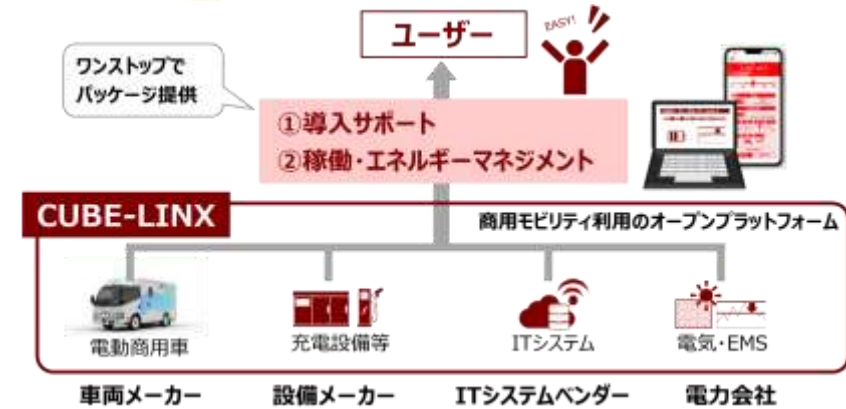 ユーザー
EASY!
ワンストップで
パッケージ提供
①導入サポート
②稼働・エネルギーマネジメント
CUBE-LINX
商用モビリティ利用のオープンプラットフォーム
電動商用車
充電設備等
ITシステム
電気・EMS
車両メーカー
設備メーカー
ITシステムベンダー
電力会社